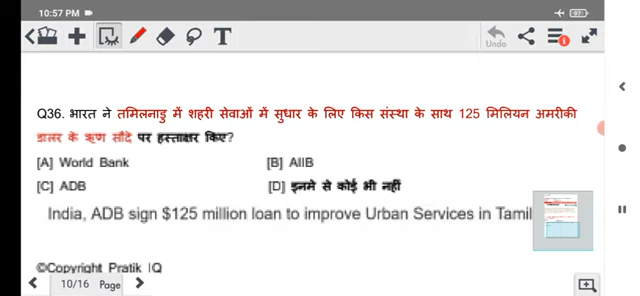 10:57 PM
97
T
Undo
Q36. भारत ने तमिलनाडु में शहरी सेवाओं में सुधार के लिए किस संस्था के साथ 125 मिलियन अमरीकी
डालर के ऋण सौदे पर हस्ताक्षर किए?
[A] World Bank [B] AIIB
[C] ADB [D] इनमे से कोई भी नहीं
India, ADB sign $125 million loan to improve Urban Services in Tamil
©Copyright Pratik IQ
10/16 Page